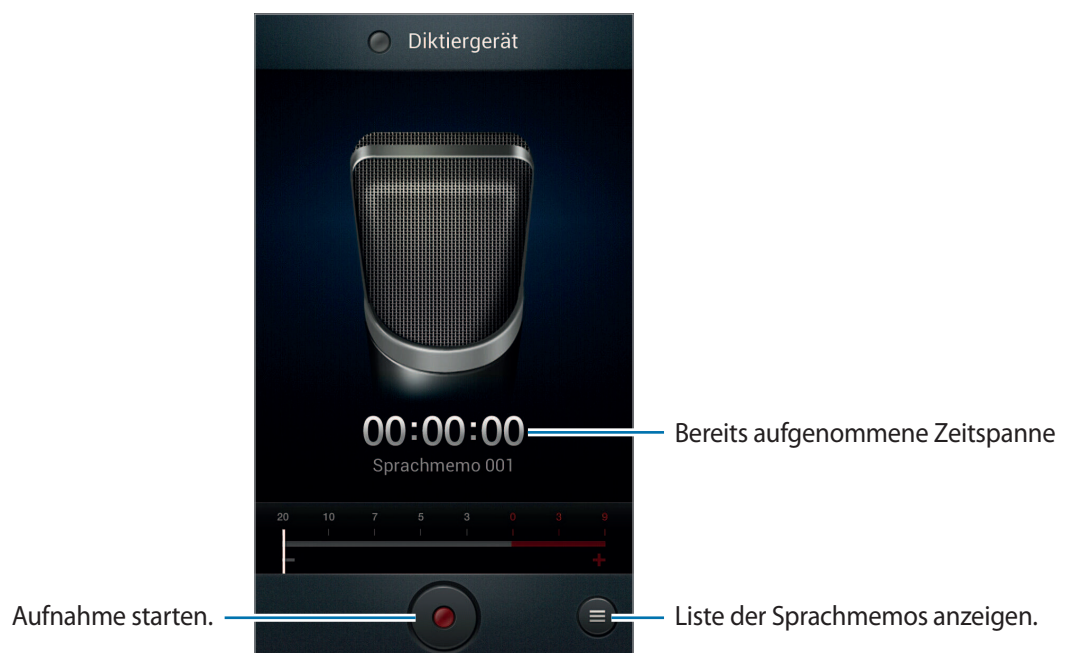 Diktiergerät
00:00:00
Bereits aufgenommene Zeitspanne
Sprachmemo 001
20 10 7 5 3 0 3 9
- +
Aufnahme starten.
Liste der Sprachmemos anzeigen.